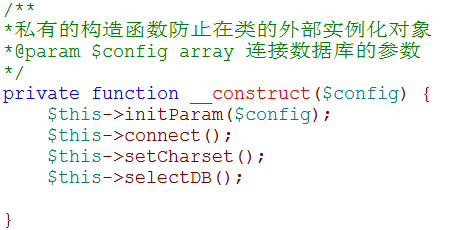 /**
*私有的构造函数防止在类的外部实例化对象
*@param $config array 连接数据库的参数
*/
private function __construct($config) {
    $this->initParam($config);
    $this->connect();
    $this->setCharset();
    $this->selectDB();
}